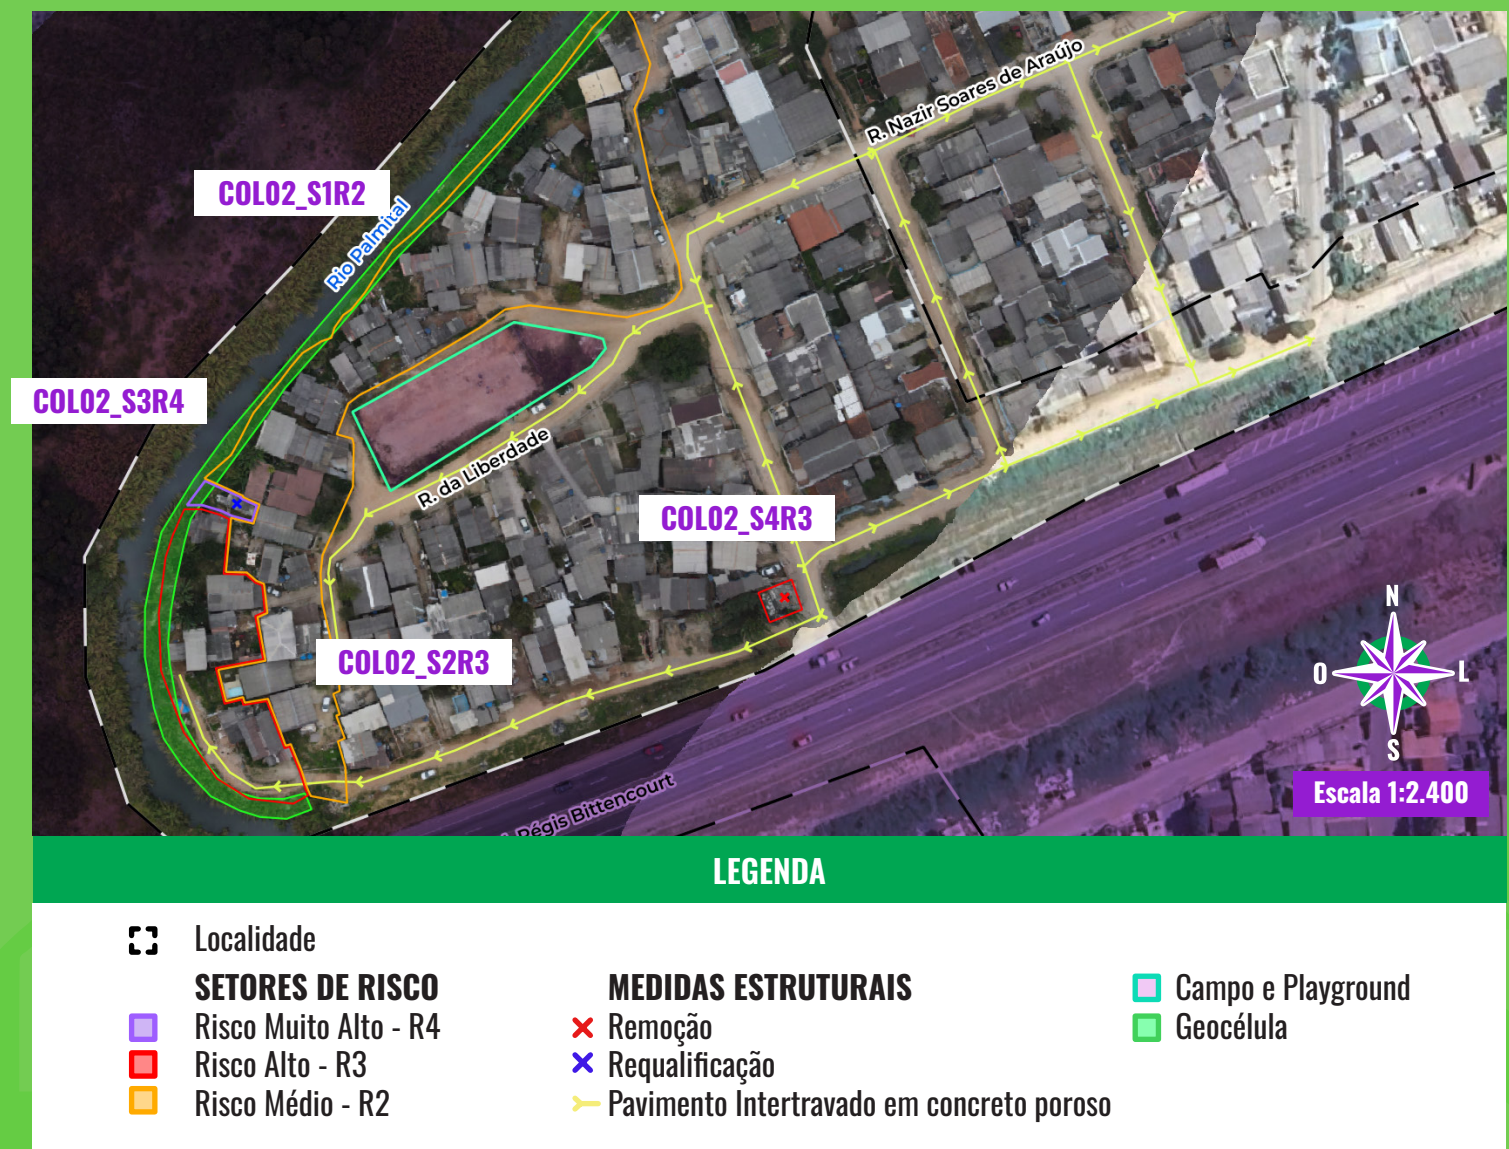 R. Nazir Soares de Araújo
COL02_S1R2
Rio Palmital
COL02_S3R4
R. da Liberdade
COL02_S4R3
COL02_S2R3
N
O
L
S
Régis Bittencourt
Escala 1:2.400
LEGENDA
Localidade
SETORES DE RISCO
Risco Muito Alto - R4
Risco Alto - R3
Risco Médio - R2
MEDIDAS ESTRUTURAIS
Remoção
Requalificação
Pavimento Intertravado em concreto poroso
Campo e Playground
Geocélula